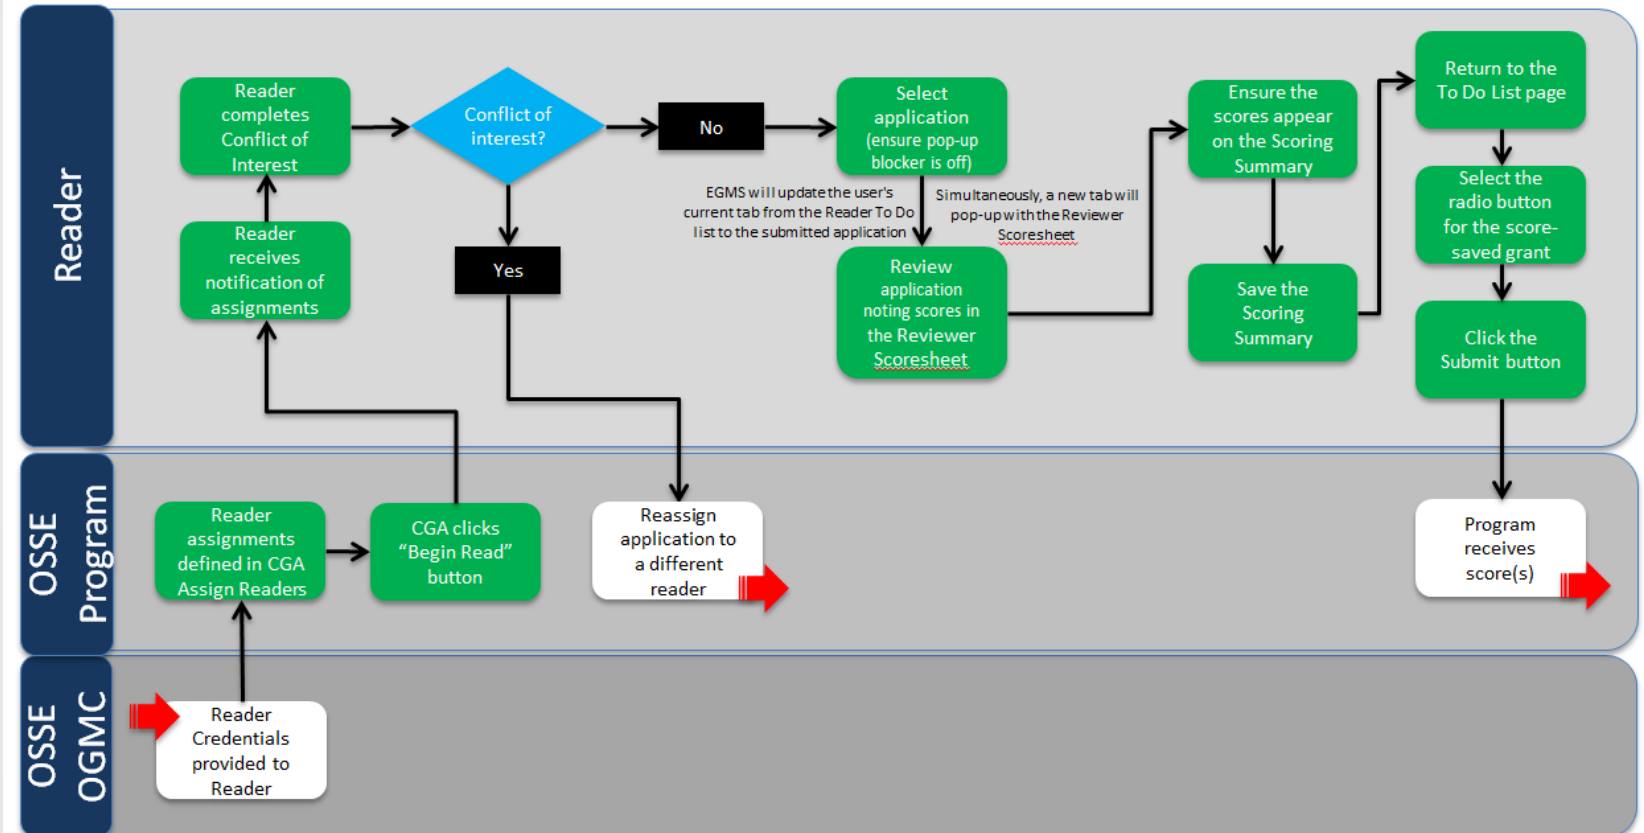 Reader
Reader
completes
Conflict of
Interest
Conflict of
interest?
No
Yes
Select
application
(ensure pop-up
blocker is off)
EGMS will update the user's
current tab from the Reader To Do
list to the submitted application
Simultaneously, a new tab will
pop-up with the Reviewer
Scoresheet
Review
application
noting scores in
the Reviewer
Scoresheet
Ensure the
scores appear
on the Scoring
Summary
Save the
Scoring
Summary
Return to the
To Do List page
Select the
radio button
for the score-
saved grant
Click the
Submit button
Reader
receives
notification of
assignments
OSSE
Program
Reader
assignments
defined in CGA
Assign Readers
CGA clicks
“Begin Read”
button
Reassign
application to
a different
reader
Program
receives
score(s)
OSSE
OGMC
Reader
Credentials
provided to
Reader